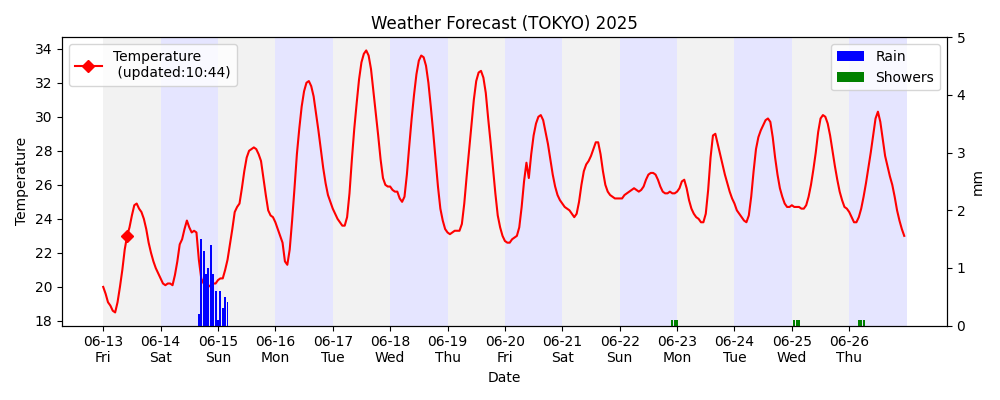 Weather Forecast (TOKYO) 2025
Temperature
(updated:10:44)
Rain
Showers
34
32
30
28
26
24
22
20
18
Temperature
5
4
3
2
1
0
mm
06-13 06-14 06-15 06-16 06-17 06-18 06-19 06-20 06-21 06-22 06-23 06-24 06-25 06-26
Fri Sat Sun Mon Tue Wed Thu Fri Sat Sun Mon Tue Wed Thu
Date